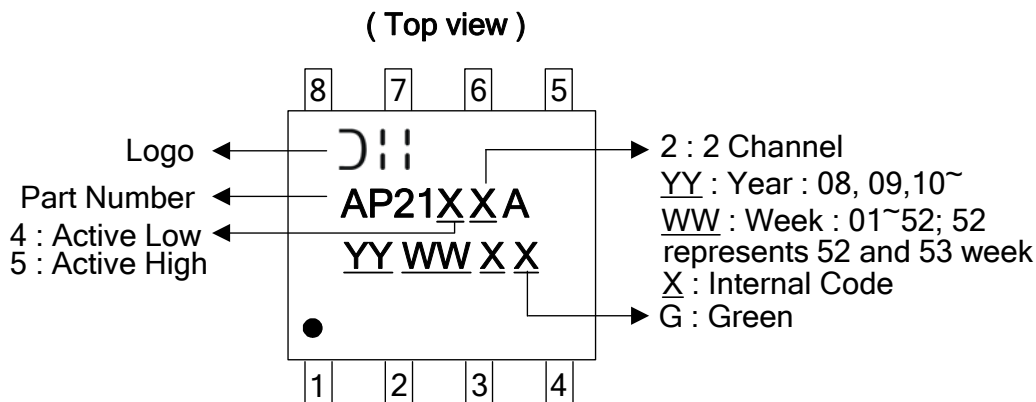 ( Top view )
8 7 6 5
Logo
Part Number
4 : Active Low
5 : Active High
AP21XXA
YY WW X X
2 : 2 Channel
YY : Year : 08, 09,10~
WW : Week : 01~52; 52
represents 52 and 53 week
X : Internal Code
G : Green
1 2 3 4